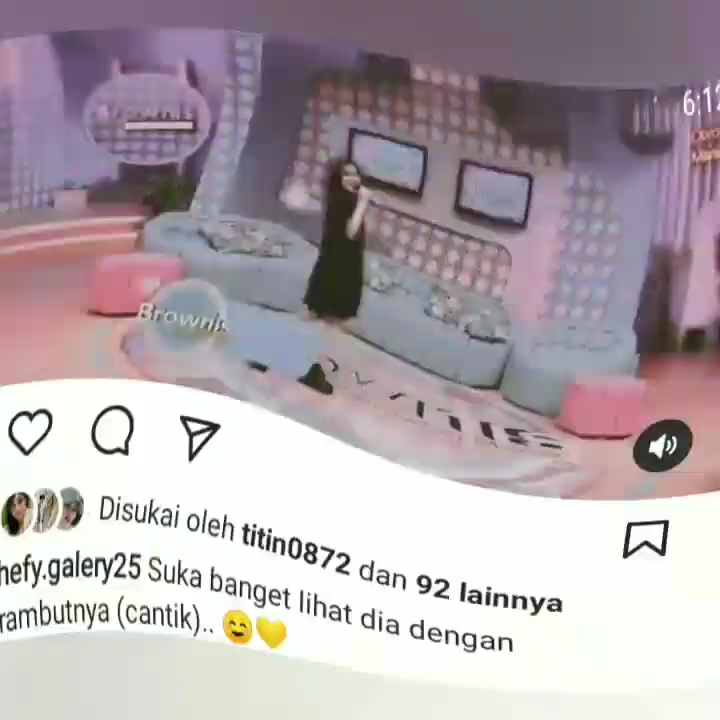 Brownis
6:12
Brownis
Disukai oleh titin0872 dan 92 lainnya
hefy.galery25 Suka banget lihat dia dengan
rambutnya (cantik).. 😊💛